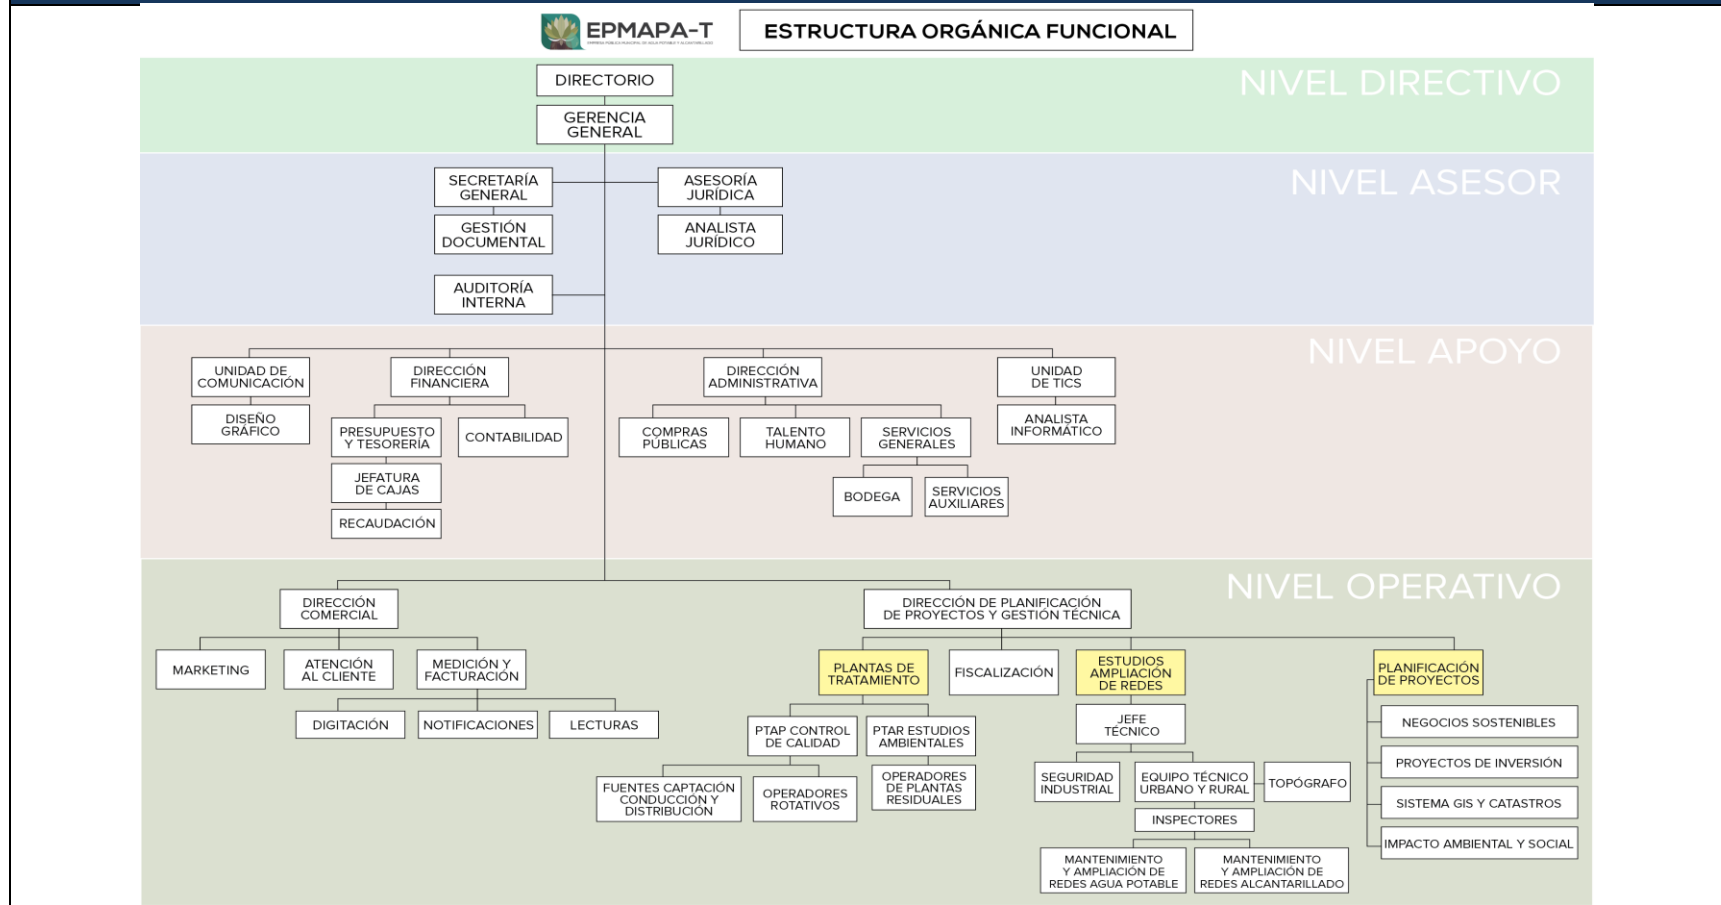 EPMAPA-T
EMPRESA PÚBLICA MUNICIPAL DE AGUA POTABLE Y ALCANTARILLADO
ESTRUCTURA ORGÁNICA FUNCIONAL
NIVEL DIRECTIVO
DIRECTORIO
GERENCIA
GENERAL
NIVEL ASESOR
SECRETARÍA
GENERAL
ASESORÍA
JURÍDICA
GESTIÓN
DOCUMENTAL
ANALISTA
JURÍDICO
AUDITORÍA
INTERNA
NIVEL APOYO
UNIDAD DE
COMUNICACIÓN
DIRECCIÓN
FINANCIERA
DIRECCIÓN
ADMINISTRATIVA
UNIDAD
DE TICS
DISEÑO
GRÁFICO
PRESUPUESTO
Y TESORERÍA
CONTABILIDAD
COMPRAS
PÚBLICAS
TALENTO
HUMANO
SERVICIOS
GENERALES
ANALISTA
INFORMÁTICO
JEFATURA
DE CAJAS
BODEGA
SERVICIOS
AUXILIARES
RECAUDACIÓN
NIVEL OPERATIVO
DIRECCIÓN
COMERCIAL
DIRECCIÓN DE PLANIFICACIÓN
DE PROYECTOS Y GESTIÓN TÉCNICA
MARKETING
ATENCIÓN
AL CLIENTE
MEDICIÓN Y
FACTURACIÓN
PLANTAS DE
TRATAMIENTO
FISCALIZACIÓN
ESTUDIOS
AMPLIACIÓN
DE REDES
PLANIFICACIÓN
DE PROYECTOS
DIGITACIÓN
NOTIFICACIONES
LECTURAS
PTAP CONTROL
DE CALIDAD
PTAR ESTUDIOS
AMBIENTALES
JEFE
TÉCNICO
NEGOCIOS SOSTENIBLES
FUENTES CAPTACIÓN
CONDUCCIÓN Y
DISTRIBUCIÓN
OPERADORES
ROTATIVOS
OPERADORES
DE PLANTAS
RESIDUALES
SEGURIDAD
INDUSTRIAL
EQUIPO TÉCNICO
URBANO Y RURAL
TOPÓGRAFO
PROYECTOS DE INVERSIÓN
INSPECTORES
SISTEMA GIS Y CATASTROS
MANTENIMIENTO
Y AMPLIACIÓN DE
REDES AGUA POTABLE
MANTENIMIENTO
Y AMPLIACIÓN DE
REDES ALCANTARILLADO
IMPACTO AMBIENTAL Y SOCIAL